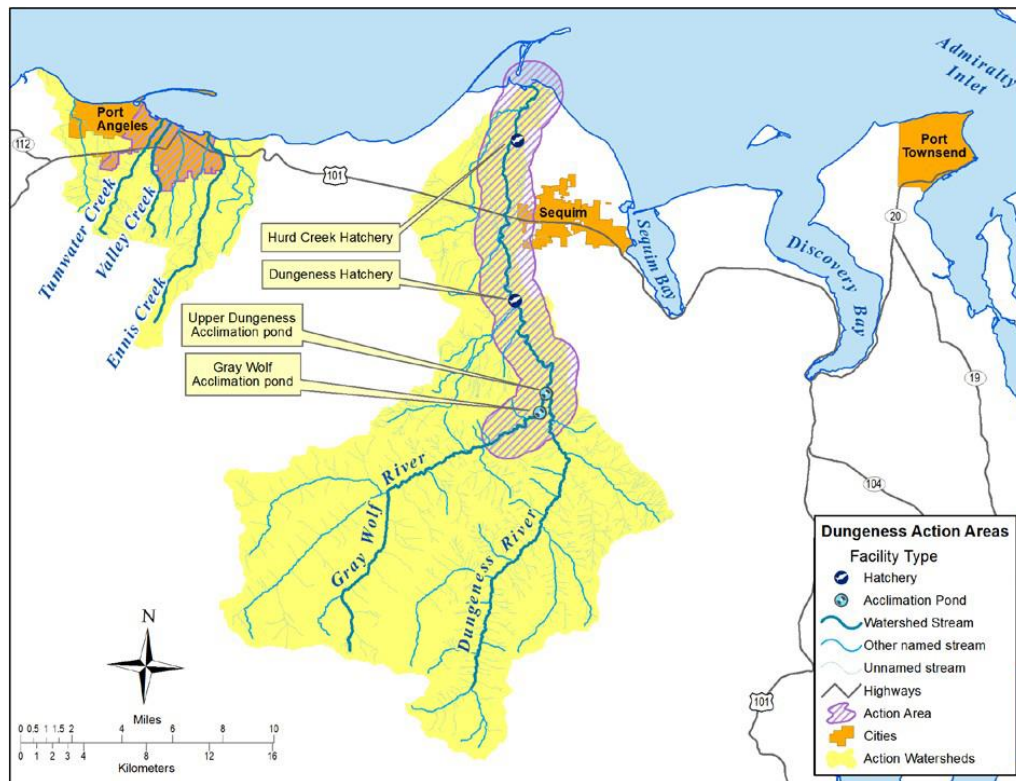 Admiralty
Inlet
Port
Angeles
112
101
Port
Townsend
20
Sequim
Hurd Creek Hatchery
Dungeness Hatchery
Upper Dungeness
Acclimation pond
Gray Wolf
Acclimation pond
Tumwater Creek
Valley Creek
Ennis Creek
Sequim Bay
Discovery Bay
19
104
101
Gray Wolf River
Dungeness River
N
Miles
0 0.5 1 1.5 2 4 6 8 10
0 1 2 3 4 8 12 16
Kilometers
Dungeness Action Areas
Facility Type
Hatchery
Acclimation Pond
Watershed Stream
Other named stream
Unnamed stream
Highways
Action Area
Cities
Action Watersheds